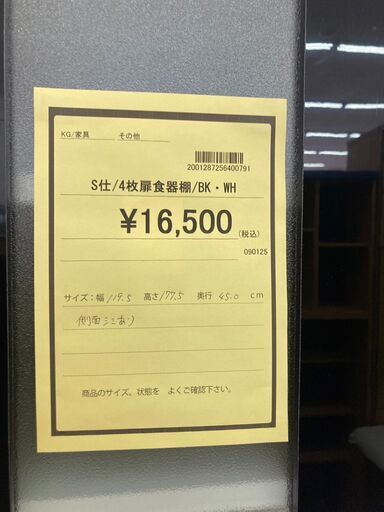 KG/家具 その他
2001287256400791
S仕/4枚扉食器棚/BK・WH
¥16,500(税込)
090125
サイズ:幅 119.5 高さ 177.5 奥行 45.0 cm
側面シミあり
商品のサイズ、状態を よくご確認下さい。